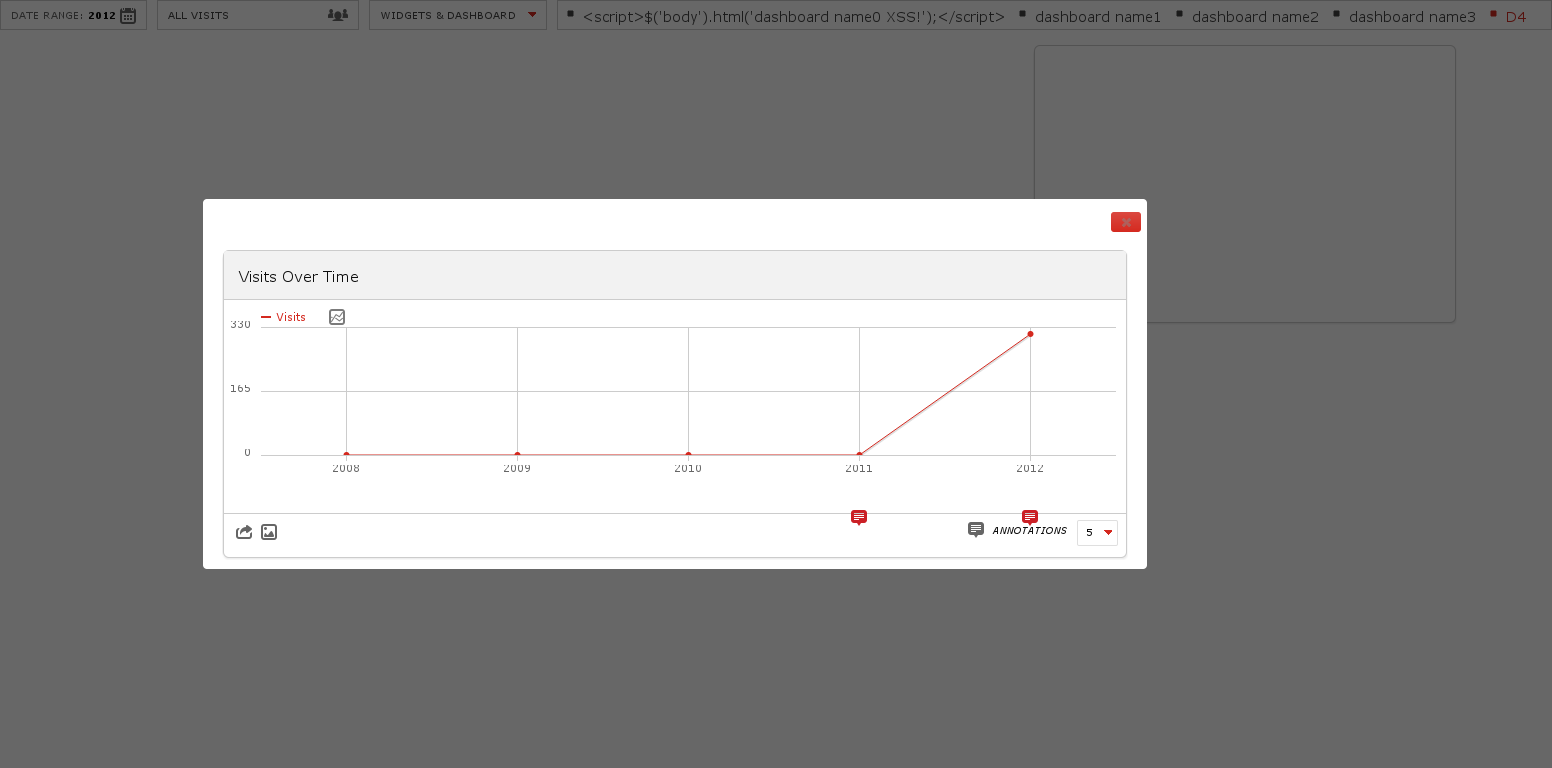 DATE RANGE: 2012
ALL VISITS
WIDGETS & DASHBOARD
<script>$('body').html('dashboard name0 XSS!');</script>
dashboard name1
dashboard name2
dashboard name3
D4
Visits Over Time
Visits
330
165
0
2008 2009 2010 2011 2012
ANNOTATIONS
5